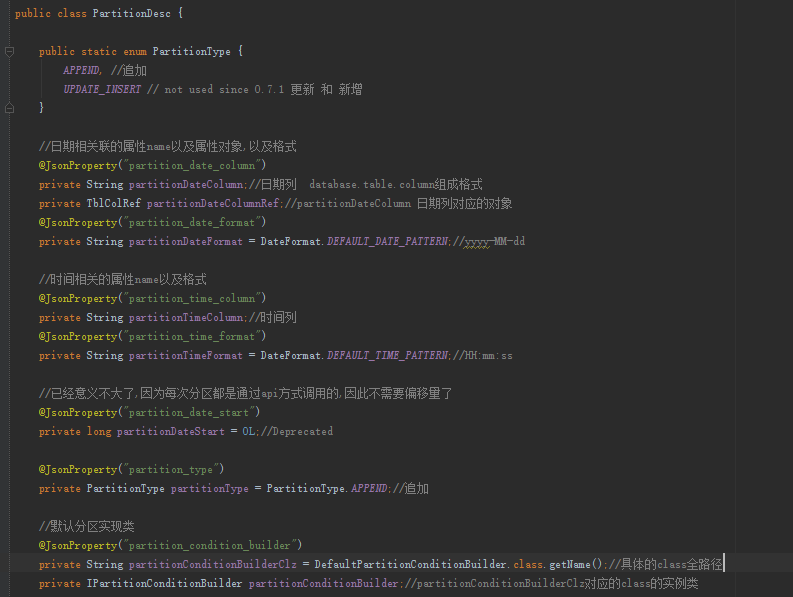 public class PartitionDesc {
public static enum PartitionType {
APPEND, //追加
UPDATE_INSERT // not used since 0.7.1 更新 和 新增
}
//日期相关联的属性name以及属性对象,以及格式
@JsonProperty("partition_date_column")
private String partitionDateColumn;//日期列 database.table.column组成格式
private TblColRef partitionDateColumnRef;//partitionDateColumn 日期列对应的对象
@JsonProperty("partition_date_format")
private String partitionDateFormat = DateFormat.DEFAULT_DATE_PATTERN;//yyyy-MM-dd
//时间相关的属性name以及格式
@JsonProperty("partition_time_column")
private String partitionTimeColumn;//时间列
@JsonProperty("partition_time_format")
private String partitionTimeFormat = DateFormat.DEFAULT_TIME_PATTERN;//HH:mm:ss
//已经意义不大了,因为每次分区都是通过api方式调用的,因此不需要偏移量了
@JsonProperty("partition_date_start")
private long partitionDateStart = 0L;//Deprecated
@JsonProperty("partition_type")
private PartitionType partitionType = PartitionType.APPEND;//追加
//默认分区实现类
@JsonProperty("partition_condition_builder")
private String partitionConditionBuilderClz = DefaultPartitionConditionBuilder.class.getName();//具体的class全路径
private IPartitionConditionBuilder partitionConditionBuilder;//partitionConditionBuilderClz对应的class的实例类